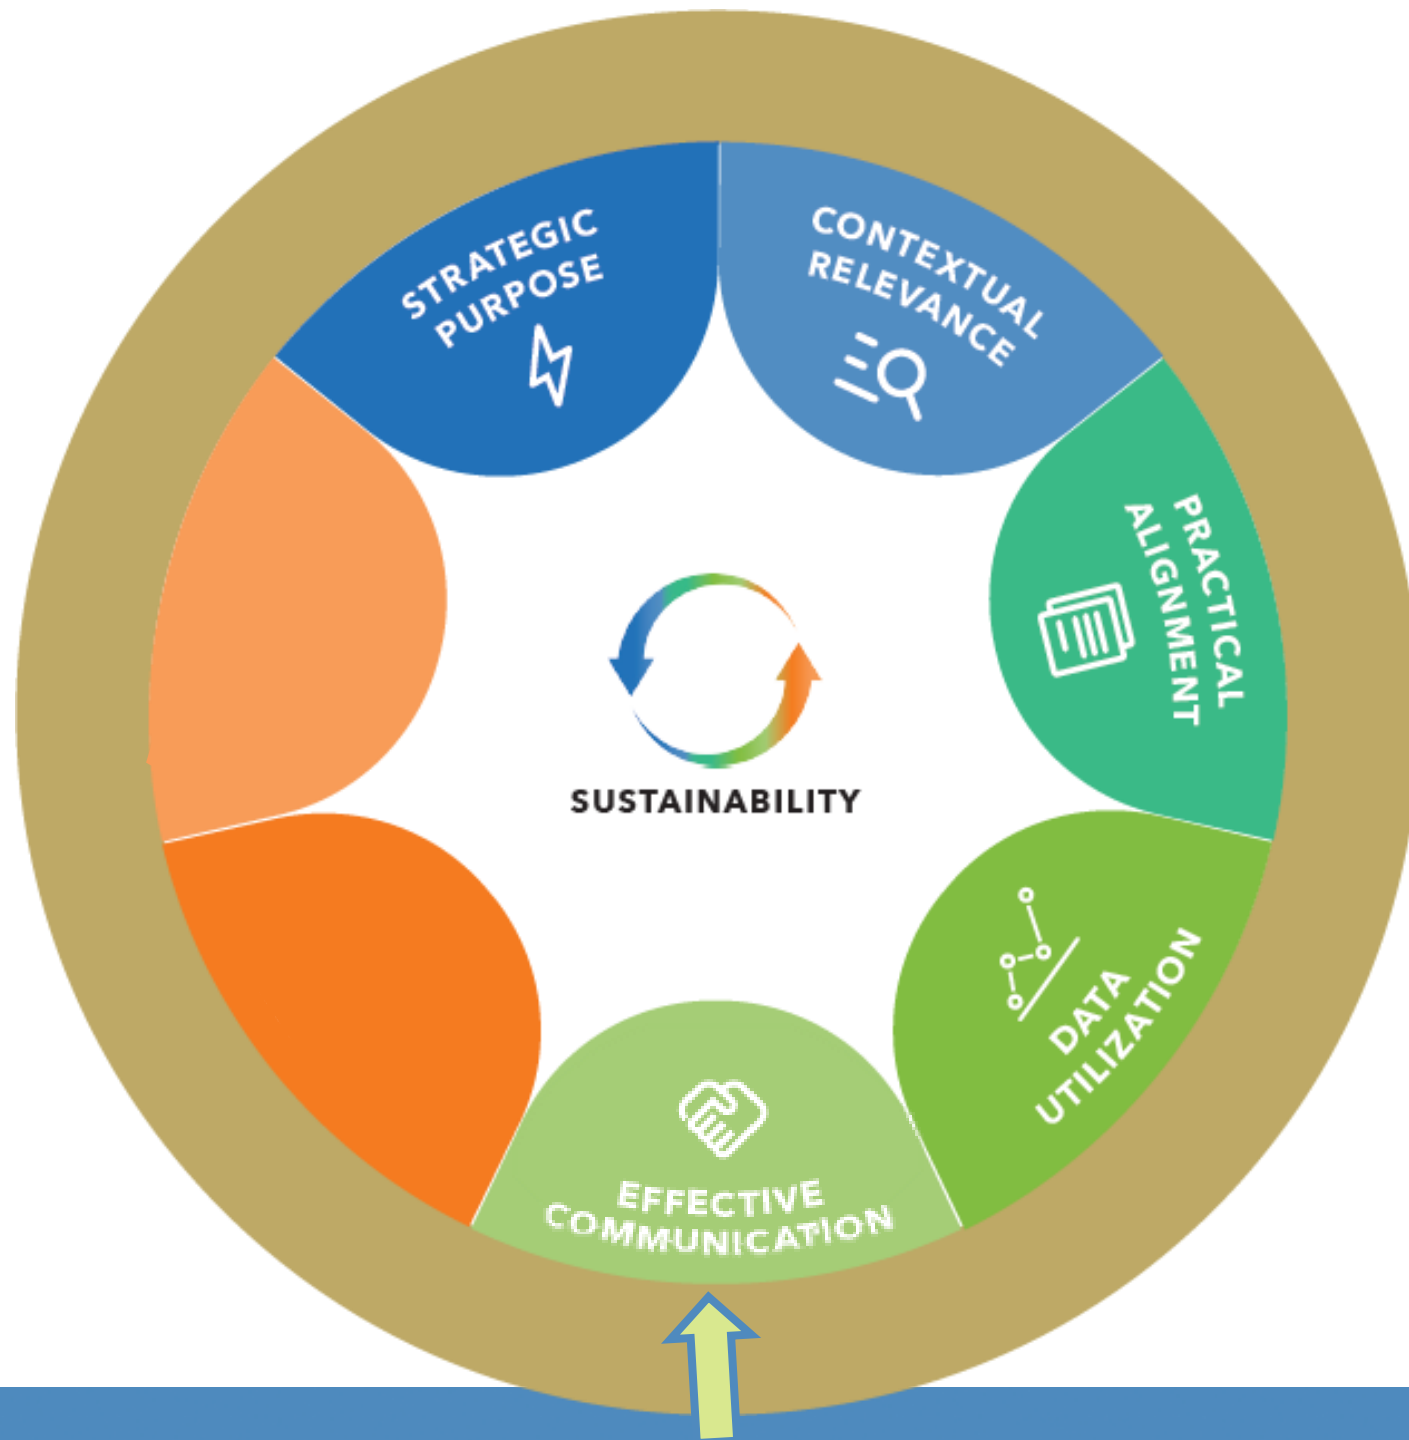 STRATEGIC
PURPOSE
CONTEXTUAL
RELEVANCE
PRACTICAL
ALIGNMENT
DATA
UTILIZATION
EFFECTIVE
COMMUNICATION
SUSTAINABILITY